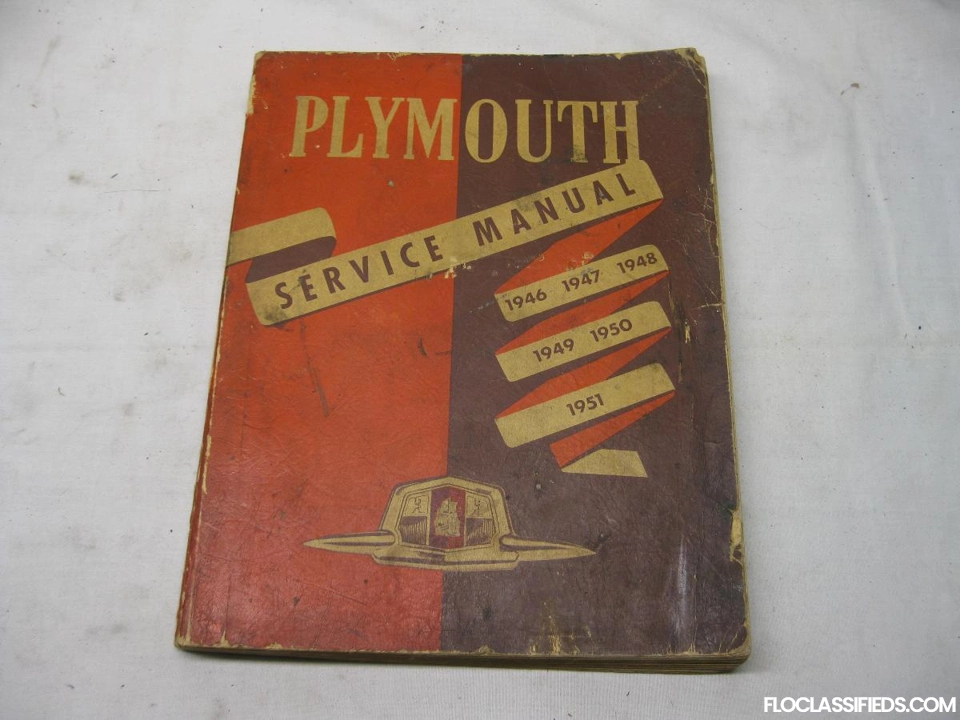 PLYMOUTH
SERVICE MANUAL
1946 1947 1948
1949 1950
1951
FLOCLASSIFIEDS.COM